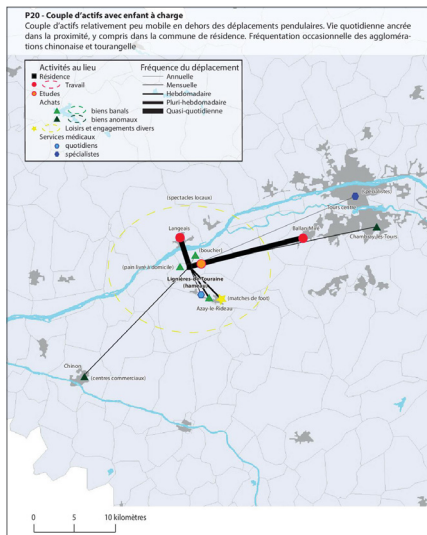 P20 - Couple d'actifs avec enfant à charge
Couple d'actifs relativement peu mobile en dehors des déplacements pendulaires. Vie quotidienne ancrée
dans la proximité, y compris dans la commune de résidence. Fréquentation occasionnelle des agglomé-
rations chinonaise et tourangelle
Activités au lieu
Résidence
Travail
Etudes
Achats
biens banals
biens anomaux
Loisirs et engagements divers
Services médicaux
quotidiens
spécialistes
Fréquence du déplacement
Annuelle
Mensuelle
Hebdomadaire
Pluri-hebdomadaire
Quasi-quotidienne
(spectacles locaux)
Tours centre
Langeais
Ballan-Miré
Chambray-lès-Tours
(boucher)
(pain livré à domicile)
Lignières-de-Touraine
(hameau)
(matches de foot)
Azay-le-Rideau
Chinon
(centres commerciaux)
0 5 10 kilomètres